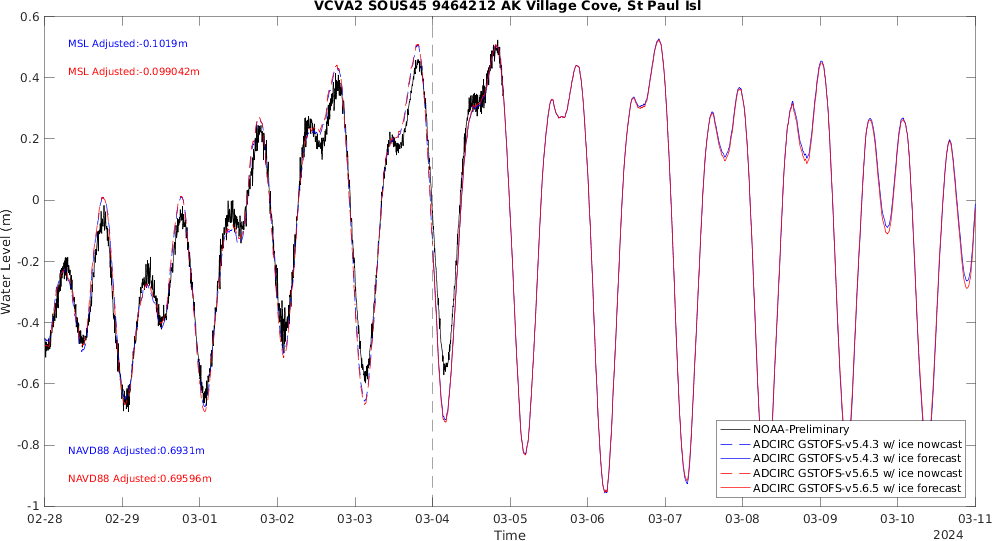 VCVA2 SOUS45 9464212 AK Village Cove, St Paul Isl
0.6
0.4
0.2
0
-0.2
-0.4
-0.6
-0.8
-1
Water Level (m)
MSL Adjusted:-0.1019m
MSL Adjusted:-0.099042m
NAVD88 Adjusted:0.6931m
NAVD88 Adjusted:0.69596m
NOAA-Preliminary
ADCIRC GSTOFS-v5.4.3 w/ ice nowcast
ADCIRC GSTOFS-v5.4.3 w/ ice forecast
ADCIRC GSTOFS-v5.6.5 w/ ice nowcast
ADCIRC GSTOFS-v5.6.5 w/ ice forecast
02-28 02-29 03-01 03-02 03-03 03-04 03-05 03-06 03-07 03-08 03-09 03-10 03-11
Time
2024